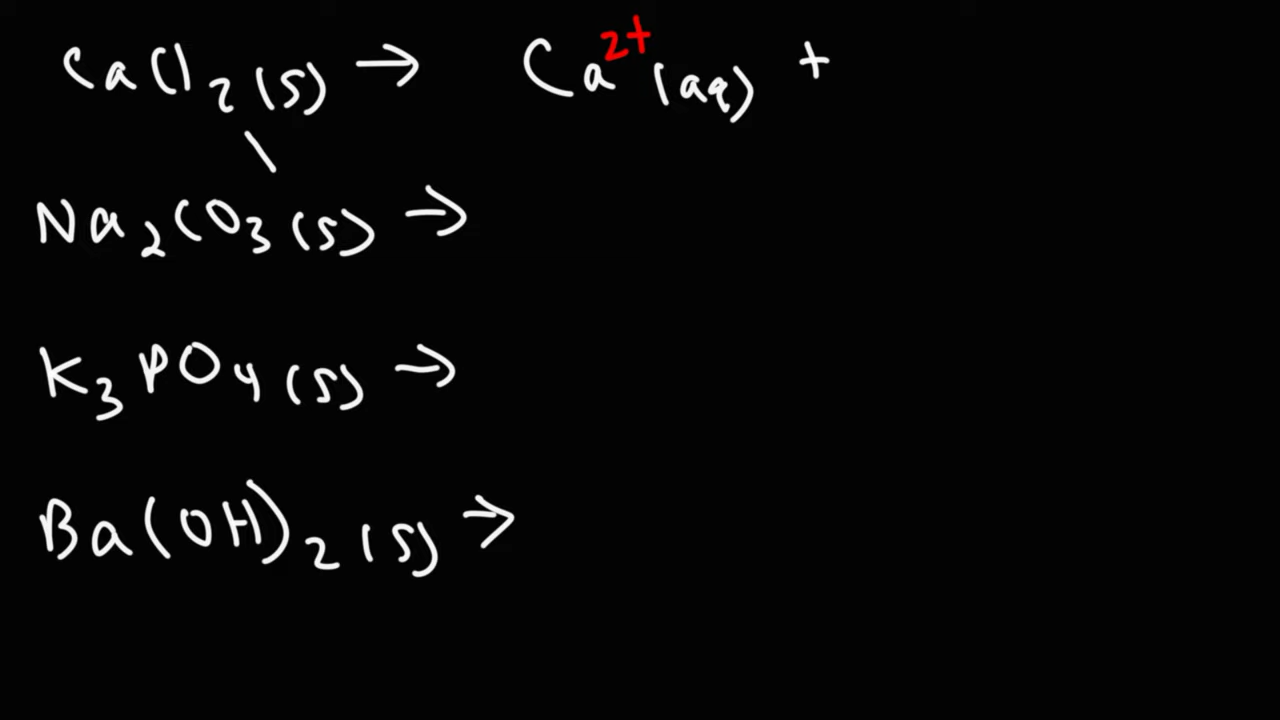 CaCl₂(s) → Ca²⁺(aq) +
Na₂CO₃(s) →
K₃PO₄(s) →
Ba(OH)₂(s) →